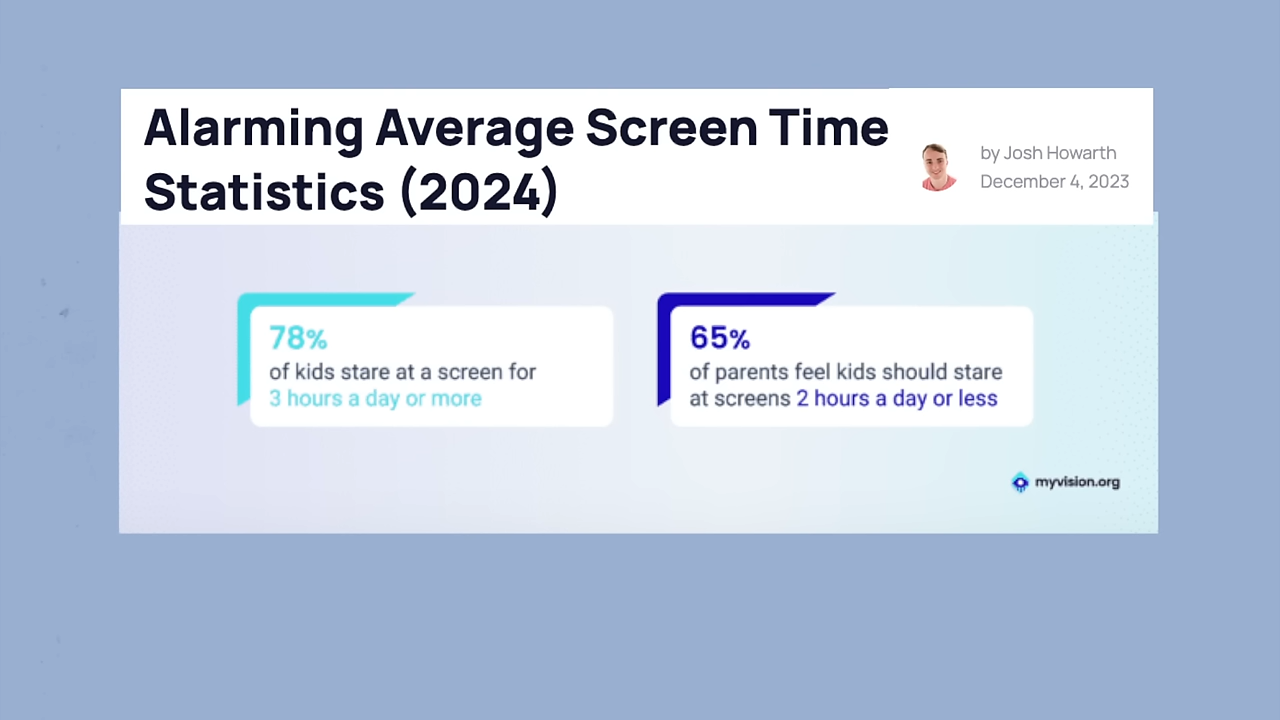 Alarming Average Screen Time
Statistics (2024)
by Josh Howarth
December 4, 2023
78%
of kids stare at a screen for
3 hours a day or more
65%
of parents feel kids should stare
at screens 2 hours a day or less
myvision.org